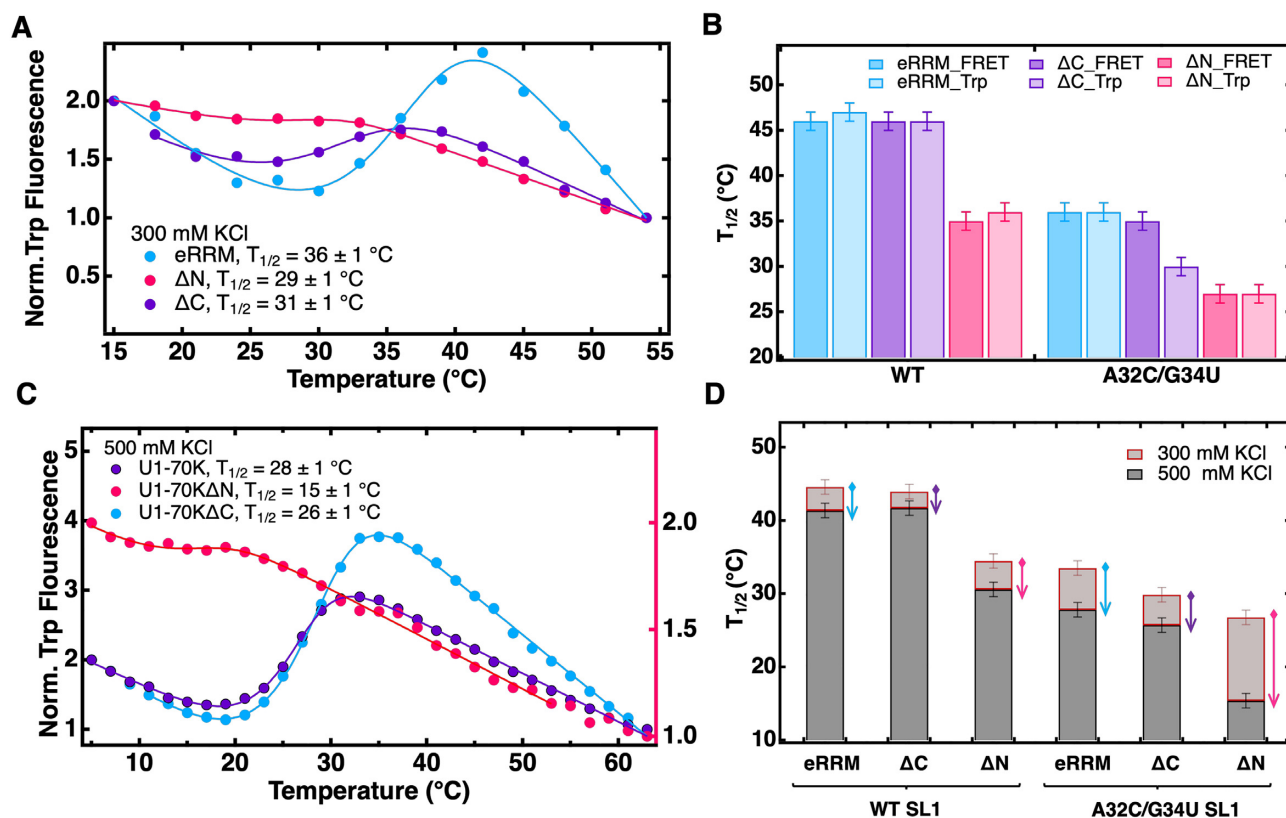 A
Norm.Trp Fluorescence
2.0
1.5
1.0
0.5
300 mM KCl
eRRM, T1/2 = 36 ± 1 °C
ΔN, T1/2 = 29 ± 1 °C
ΔC, T1/2 = 31 ± 1 °C
15 20 25 30 35 40 45 50 55
Temperature (°C)
B
eRRM_FRET ΔC_FRET ΔN_FRET
eRRM_Trp ΔC_Trp ΔN_Trp
T1/2 (°C)
50
45
40
35
30
25
20
WT A32C/G34U
C
Norm. Trp Flourescence
500 mM KCl
U1-70K, T1/2 = 28 ± 1 °C
U1-70KΔN, T1/2 = 15 ± 1 °C
U1-70KΔC, T1/2 = 26 ± 1 °C
5
4
3
2
1
2.0
1.5
1.0
10 20 30 40 50 60
Temperature (°C)
D
300 mM KCl
500 mM KCl
T1/2 (°C)
50
40
30
20
10
eRRM ΔC ΔN eRRM ΔC ΔN
WT SL1 A32C/G34U SL1